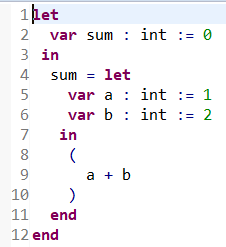 1 let
2   var sum : int := 0
3  in
4   sum = let
5     var a : int := 1
6     var b : int := 2
7    in
8     (
9       a + b
10     )
11   end
12 end